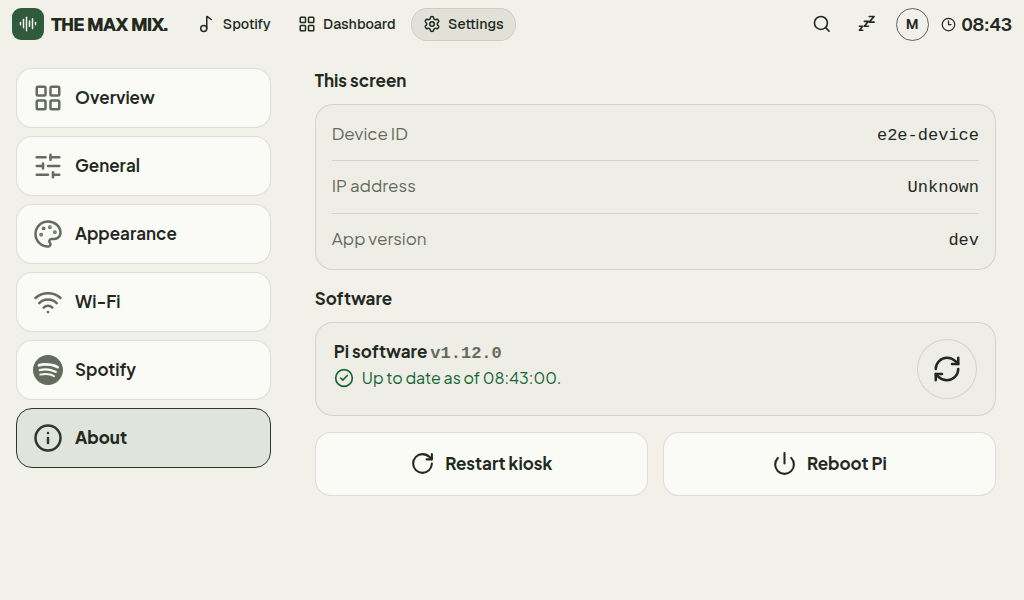 THE MAX MIX. Spotify Dashboard Settings M 08:43
Overview
General
Appearance
Wi-Fi
Spotify
About
This screen
Device ID e2e-device
IP address Unknown
App version dev
Software
Pi software v1.12.0
Up to date as of 08:43:00.
Restart kiosk Reboot Pi